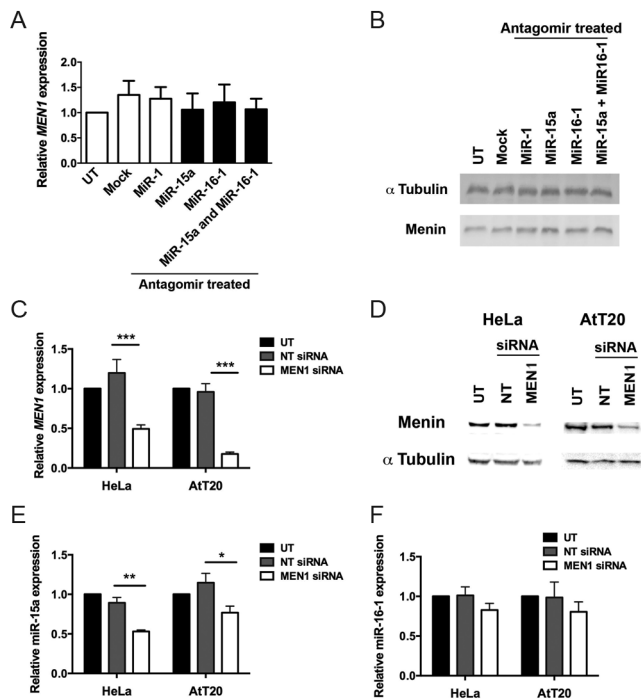 A
Relative MEN1 expression
2.0
1.5
1.0
0.5
0.0
UT
Mock
MiR-1
MiR-15a
MiR-16-1
MiR-15a and MiR-16-1
Antagomir treated
B
Antagomir treated
UT
Mock
MiR-1
MiR-15a
MiR-16-1
MiR-15a + MiR16-1
α Tubulin
Menin
C
Relative MEN1 expression
1.5
1.0
0.5
0.0
***
***
UT
NT siRNA
MEN1 siRNA
HeLa
AtT20
D
HeLa
AtT20
siRNA
siRNA
UT
NT
MEN1
UT
NT
MEN1
Menin
α Tubulin
E
Relative miR-15a expression
1.5
1.0
0.5
0.0
**
*
UT
NT siRNA
MEN1 siRNA
HeLa
AtT20
F
Relative miR-16-1 expression
1.5
1.0
0.5
0.0
UT
NT siRNA
MEN1 siRNA
HeLa
AtT20